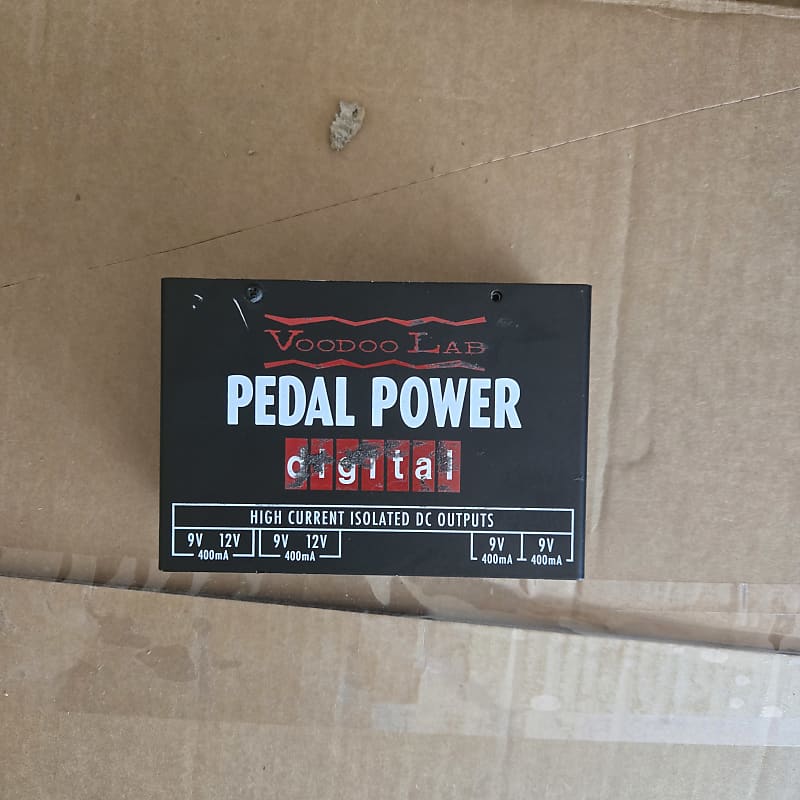 VOODOO LAB
PEDAL POWER
digital
HIGH CURRENT ISOLATED DC OUTPUTS
9V 12V 9V 12V 9V 9V
400mA 400mA 400mA 400mA